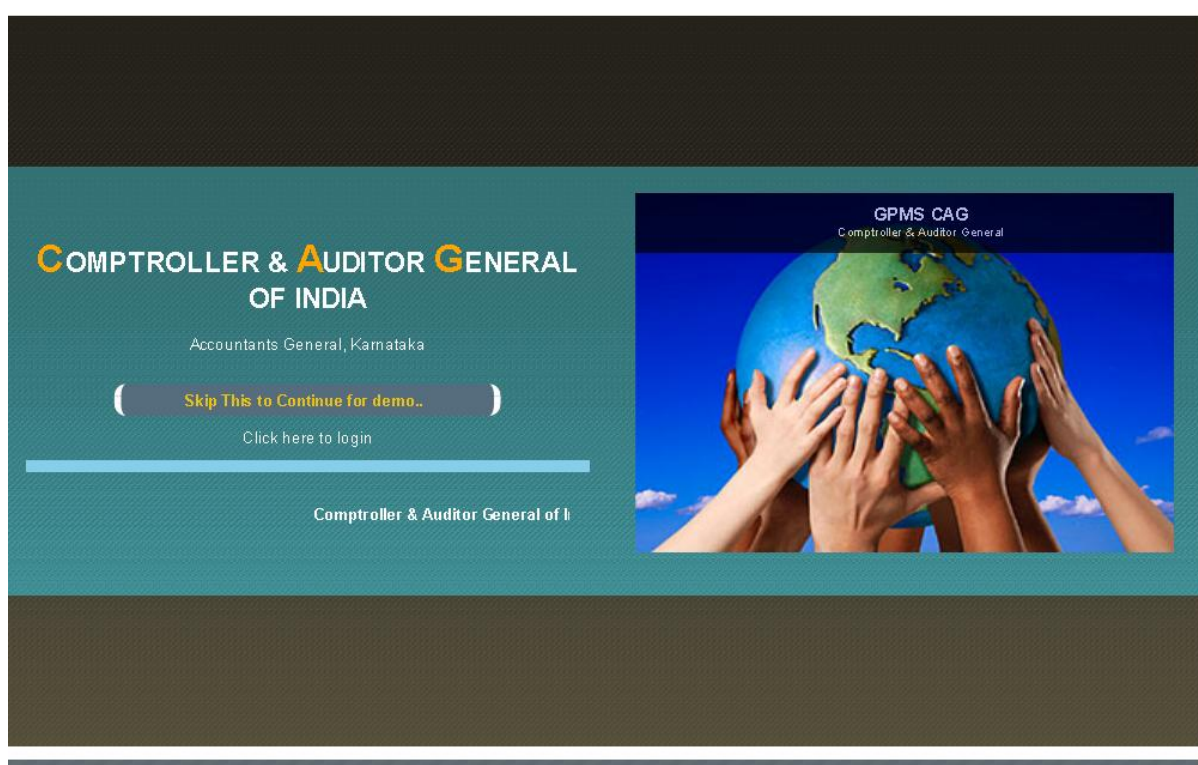 COMPTROLLER & AUDITOR GENERAL
OF INDIA
Accountants General, Karnataka
Skip This to Continue for demo..
Click here to login
Comptroller & Auditor General of
GPMS CAG
Comptroller & Auditor General